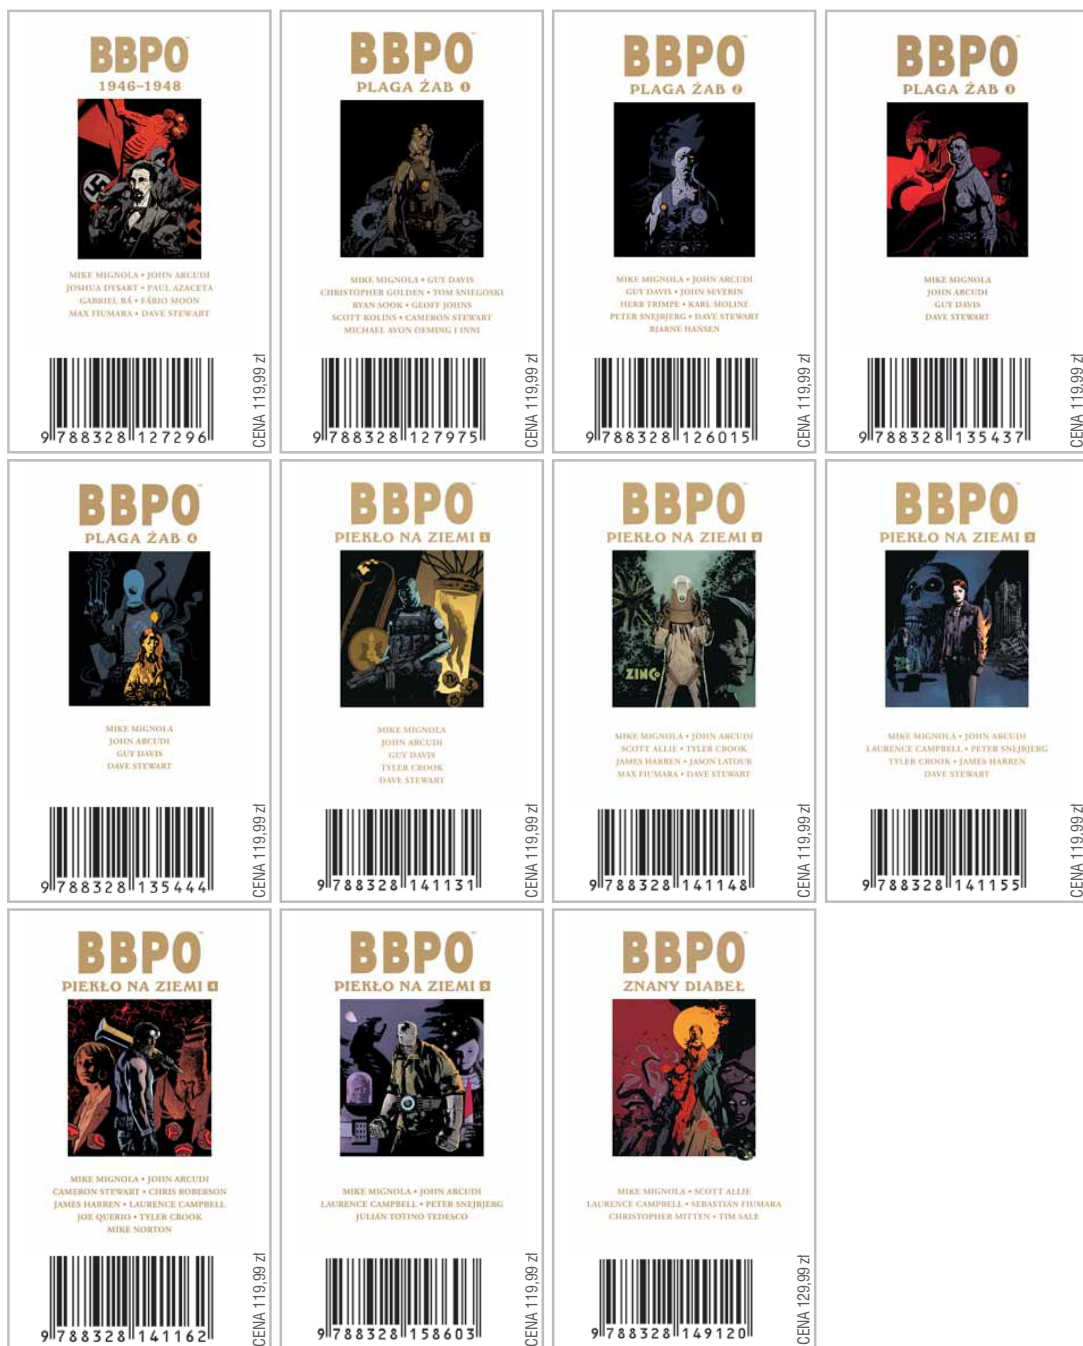 BBPO™
1946–1948
MIKE MIGNOLA • JOHN ARCUDI
JOSHUA DYSART • PAUL AZACETA
GABRIEL BÁ • FÁBIO MOON
MAX FIUMARA • DAVE STEWART
9 788328 127296
CENA 119,99 zł
BBPO™
PLAGA ŻAB 1
MIKE MIGNOLA • GUY DAVIS
CHRISTOPHER GOLDEN • TOM SNIEGOSKI
RYAN SOOK • GEOFF JOHNS
SCOTT KOLINS • CAMERON STEWART
MICHAEL AVON OEMING I INNI
9 788328 127975
CENA 119,99 zł
BBPO™
PLAGA ŻAB 2
MIKE MIGNOLA • JOHN ARCUDI
GUY DAVIS • JOHN SEVERIN
HERB TRIMPE • KARL MOLINE
PETER SNEJBJERG • DAVE STEWART
BJARNE HANSEN
9 788328 126015
CENA 119,99 zł
BBPO™
PLAGA ŻAB 3
MIKE MIGNOLA
JOHN ARCUDI
GUY DAVIS
DAVE STEWART
9 788328 135437
CENA 119,99 zł
BBPO™
PLAGA ŻAB 4
MIKE MIGNOLA
JOHN ARCUDI
GUY DAVIS
DAVE STEWART
9 788328 135444
CENA 119,99 zł
BBPO™
PIEKŁO NA ZIEMI 1
MIKE MIGNOLA
JOHN ARCUDI
GUY DAVIS
TYLER CROOK
DAVE STEWART
9 788328 141131
CENA 119,99 zł
BBPO™
PIEKŁO NA ZIEMI 2
ZINCO
MIKE MIGNOLA • JOHN ARCUDI
SCOTT ALLIE • TYLER CROOK
JAMES HARREN • JASON LATOUR
MAX FIUMARA • DAVE STEWART
9 788328 141148
CENA 119,99 zł
BBPO™
PIEKŁO NA ZIEMI 3
MIKE MIGNOLA • JOHN ARCUDI
LAURENCE CAMPBELL • PETER SNEJBJERG
TYLER CROOK • JAMES HARREN
DAVE STEWART
9 788328 141155
CENA 119,99 zł
BBPO™
PIEKŁO NA ZIEMI 4
MIKE MIGNOLA • JOHN ARCUDI
CAMERON STEWART • CHRIS ROBERSON
JAMES HARREN • LAURENCE CAMPBELL
JOE QUERIO • TYLER CROOK
MIKE NORTON
9 788328 141162
CENA 119,99 zł
BBPO™
PIEKŁO NA ZIEMI 5
MIKE MIGNOLA • JOHN ARCUDI
LAURENCE CAMPBELL • PETER SNEJBJERG
JULIÁN TOTINO TEDESCO
9 788328 158603
CENA 119,99 zł
BBPO™
ZNANY DIABEŁ
MIKE MIGNOLA • SCOTT ALLIE
LAURENCE CAMPBELL • SEBASTIÁN FIUMARA
CHRISTOPHER MITTEN • TIM SALE
9 788328 149120
CENA 129,99 zł